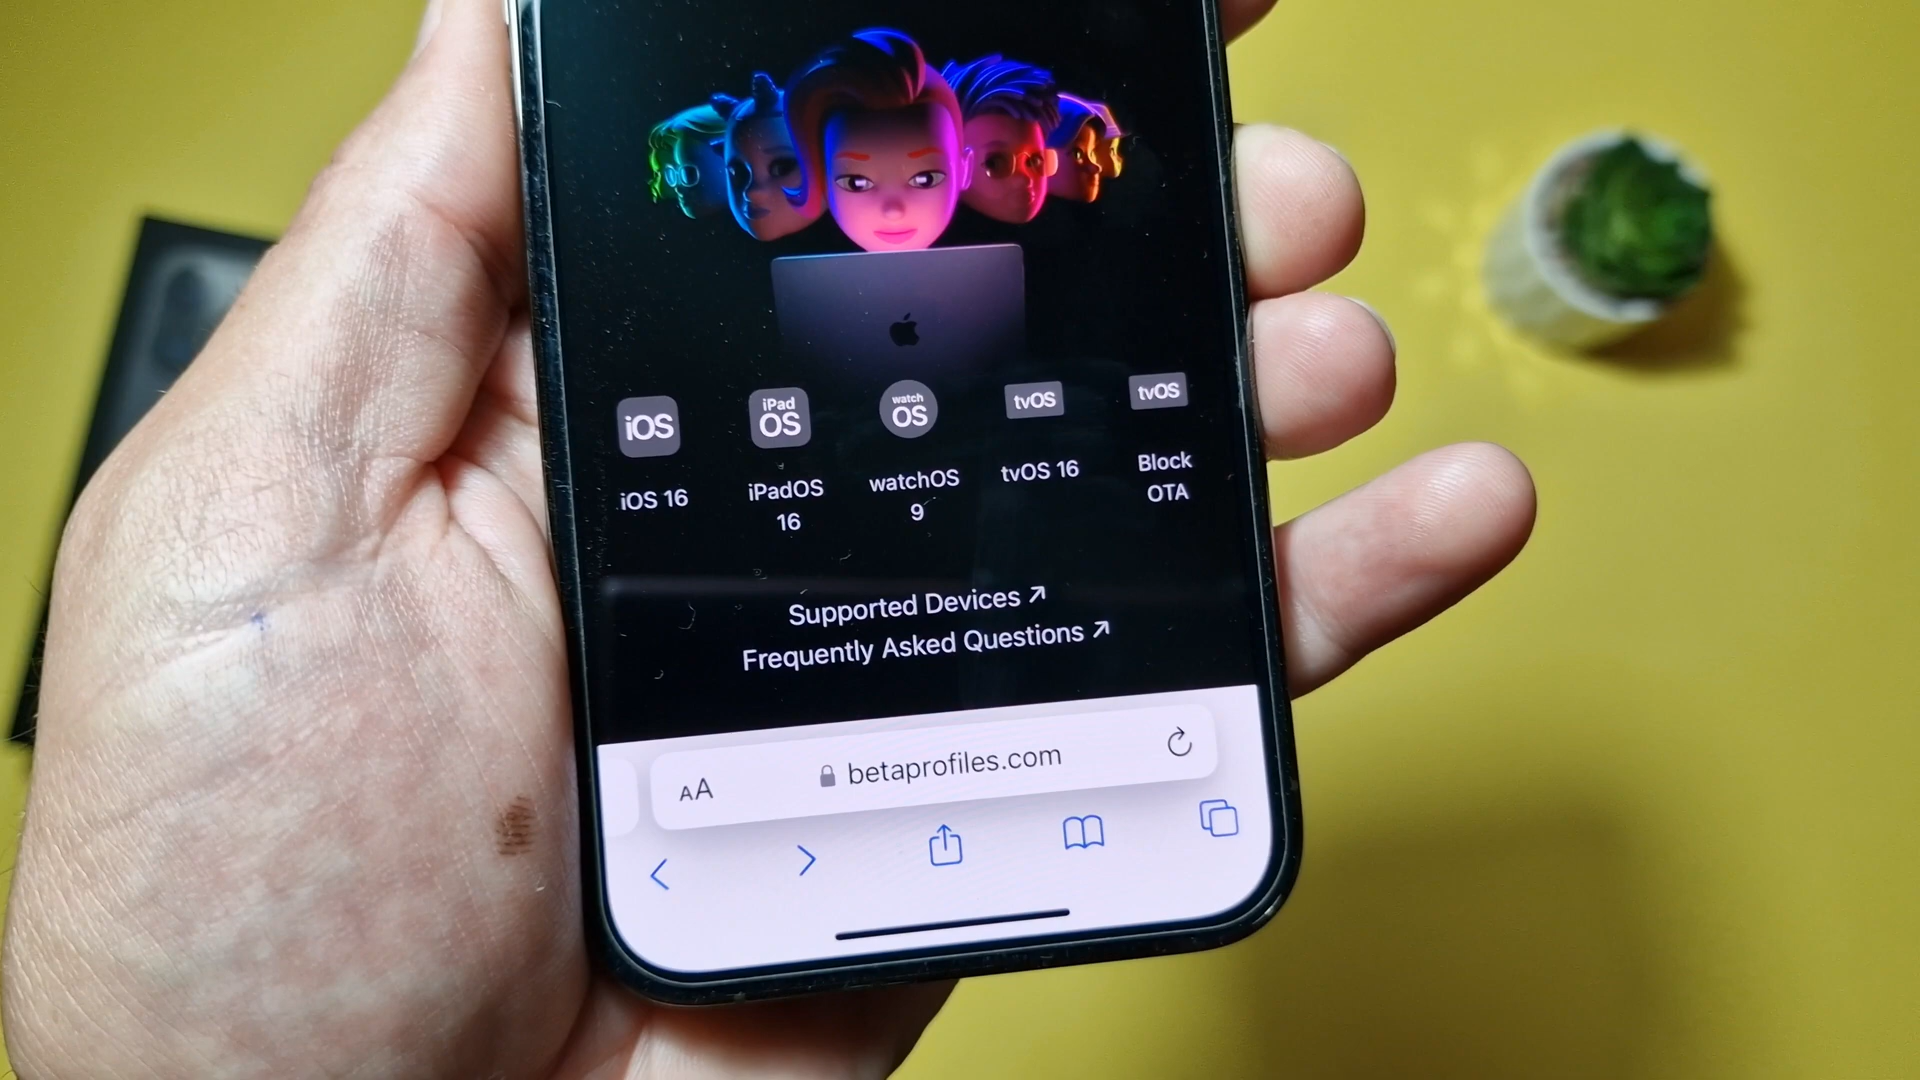 iOS
iPad
OS
watch
OS
tvOS
tvOS
iOS 16
iPadOS
16
watchOS
9
tvOS 16
Block
OTA
Supported Devices ↗
Frequently Asked Questions ↗
AA
betaprofiles.com